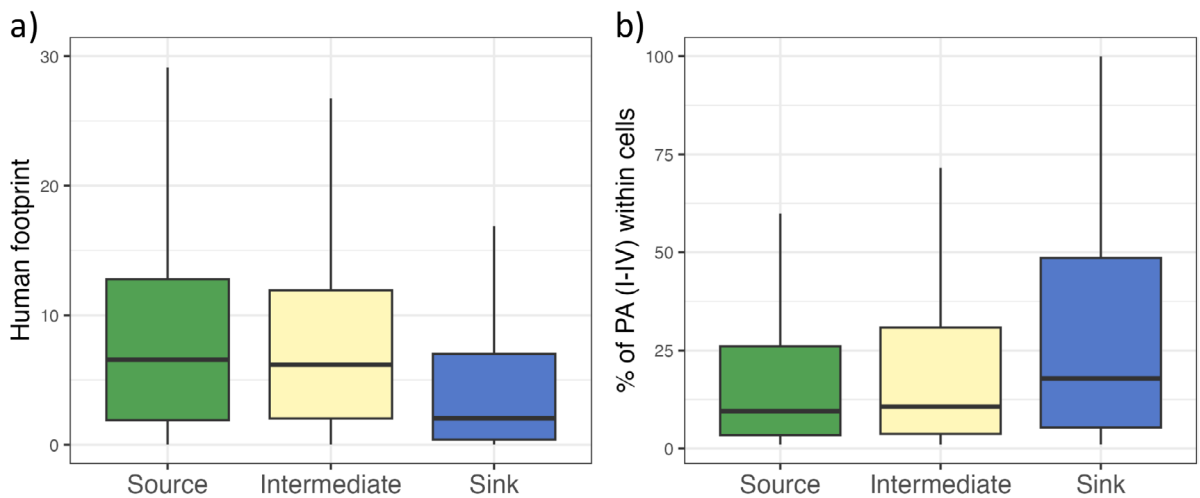 a)
Human footprint
30
20
10
0
Source Intermediate Sink
b)
% of PA (I-IV) within cells
100
75
50
25
0
Source Intermediate Sink